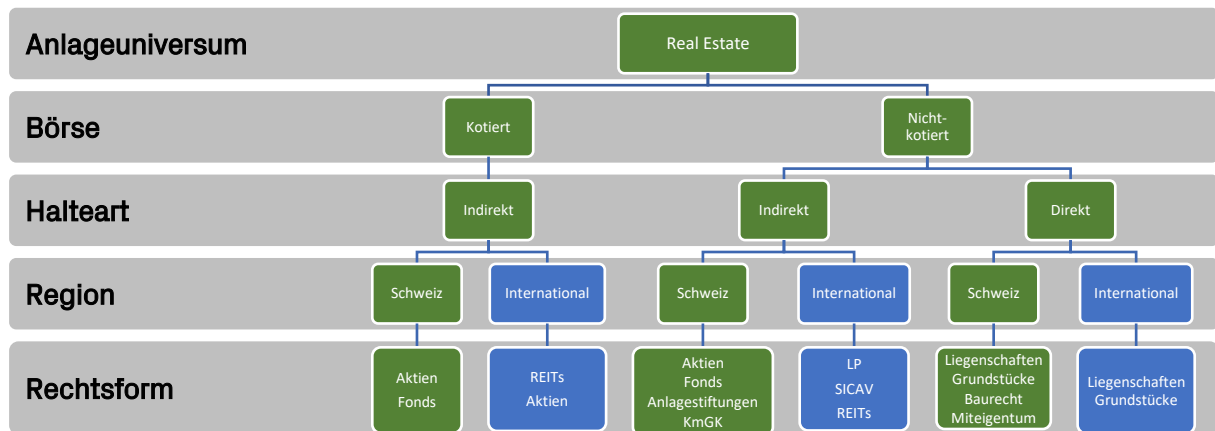 Anlageuniversum
Real Estate
Börse
Kotiert
Nicht-
kotiert
Halteart
Indirekt
Indirekt
Direkt
Region
Schweiz
International
Schweiz
International
Schweiz
International
Rechtsform
Aktien
Fonds
REITs
Aktien
Aktien
Fonds
Anlagestiftungen
KmGK
LP
SICAV
REITs
Liegenschaften
Grundstücke
Baurecht
Miteigentum
Liegenschaften
Grundstücke